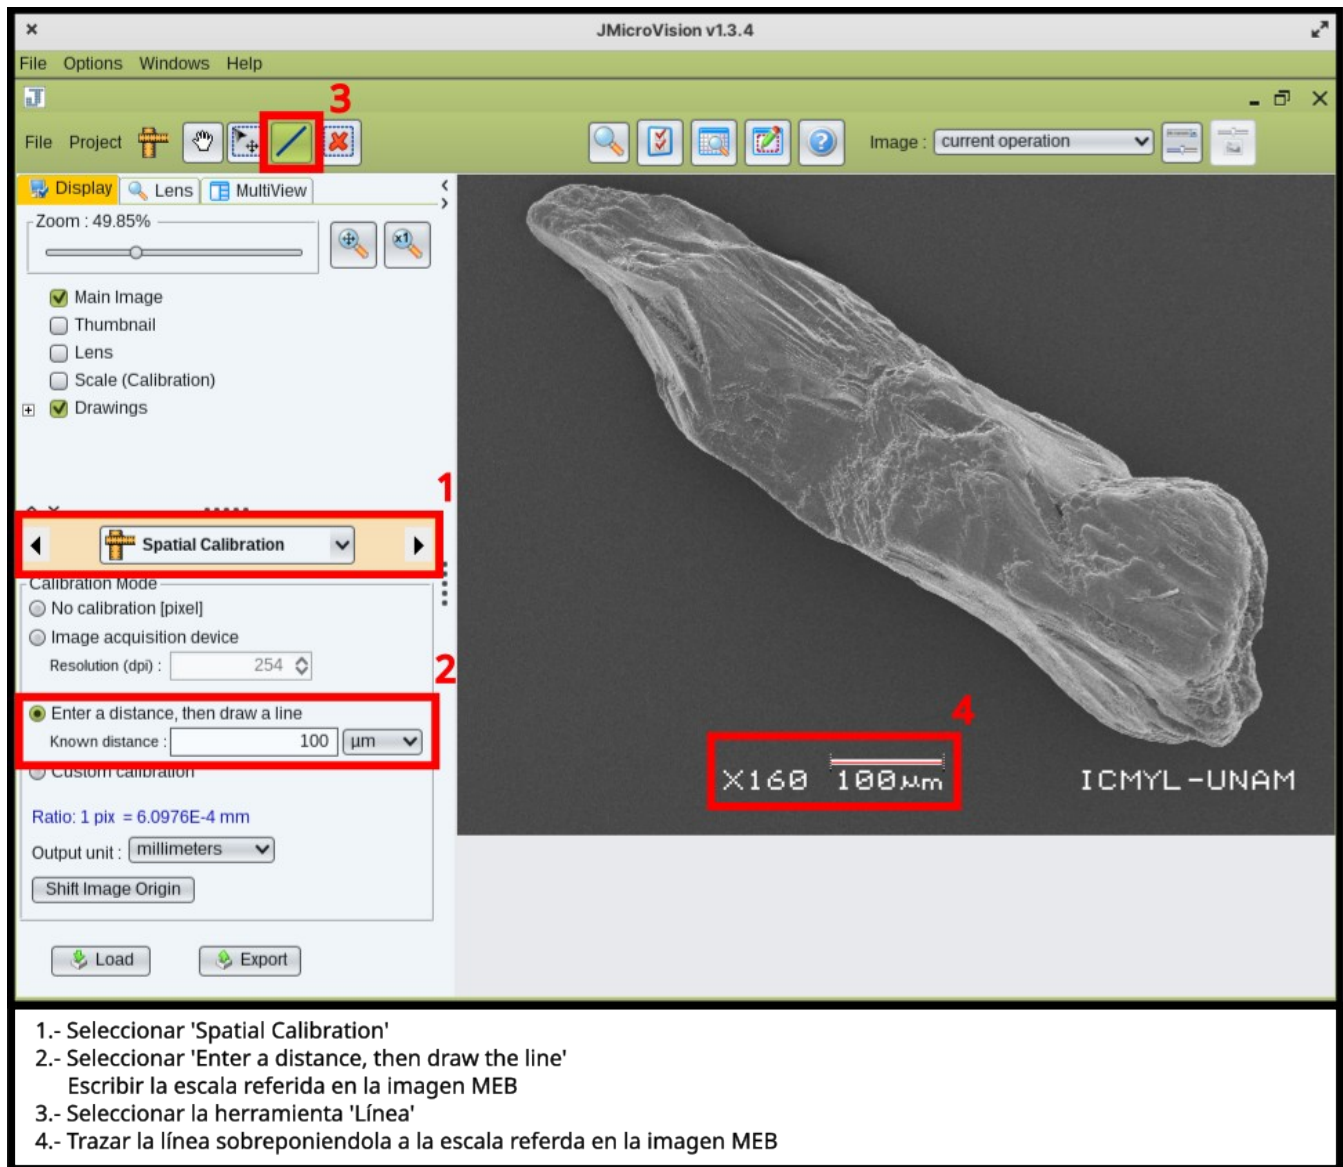 JMicroVision v1.3.4
File Options Windows Help
3
File Project Image : current operation
Display Lens MultiView
Zoom : 49.85%
x1
Main Image
Thumbnail
Lens
Scale (Calibration)
Drawings
1
Spatial Calibration
Calibration Mode
No calibration [pixel]
Image acquisition device
Resolution (dpi) : 254
2
Enter a distance, then draw a line
Known distance : 100 µm
Custom calibration
Ratio: 1 pix = 6.0976E-4 mm
Output unit : millimeters
Shift Image Origin
Load Export
4
X160 100µm ICMYL-UNAM
1.- Seleccionar 'Spatial Calibration'
2.- Seleccionar 'Enter a distance, then draw the line'
Escribir la escala referida en la imagen MEB
3.- Seleccionar la herramienta 'Línea'
4.- Trazar la línea sobreponiendola a la escala referda en la imagen MEB